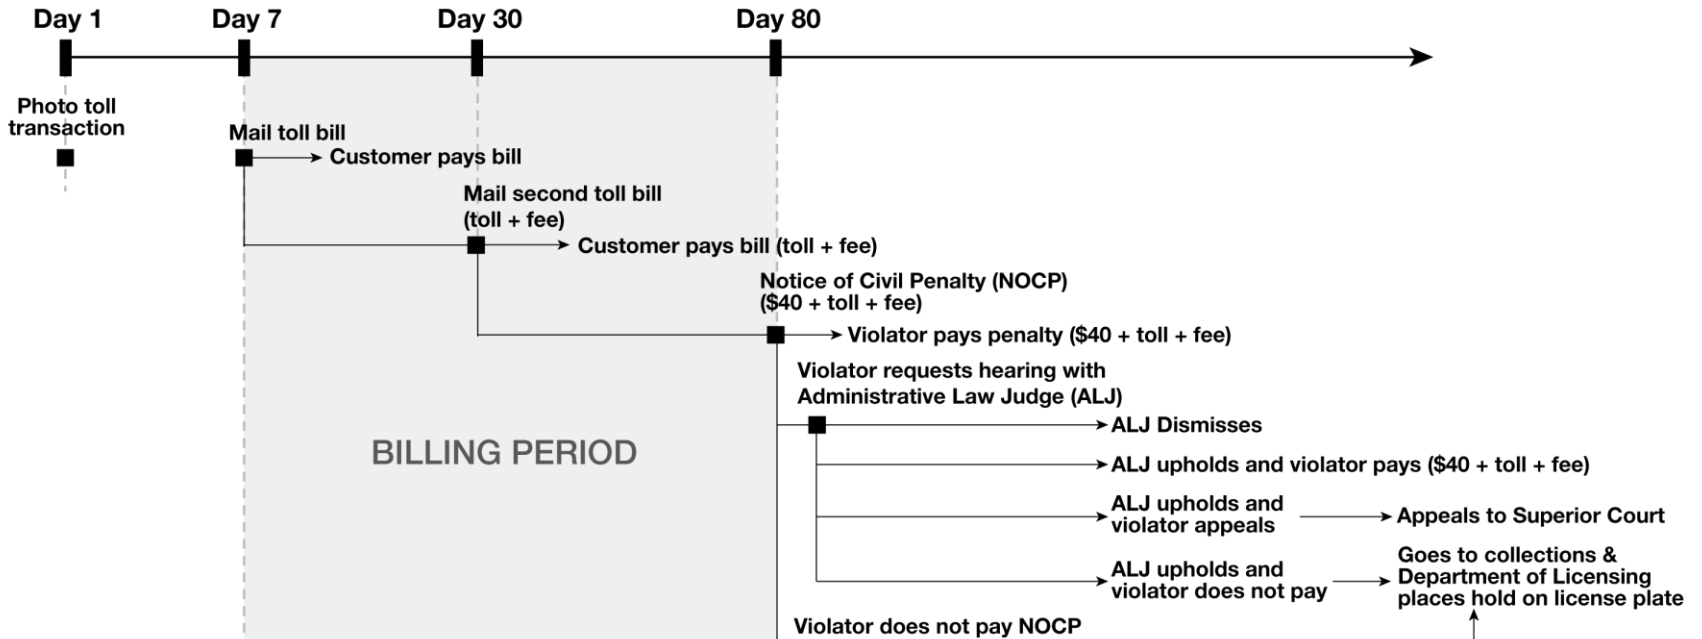 Day 1
Day 7
Day 30
Day 80
Photo toll
transaction
Mail toll bill
Customer pays bill
Mail second toll bill
(toll + fee)
Customer pays bill (toll + fee)
Notice of Civil Penalty (NOCP)
($40 + toll + fee)
Violator pays penalty ($40 + toll + fee)
Violator requests hearing with
Administrative Law Judge (ALJ)
ALJ Dismisses
BILLING PERIOD
ALJ upholds and violator pays ($40 + toll + fee)
ALJ upholds and
violator appeals
Appeals to Superior Court
ALJ upholds and
violator does not pay
Goes to collections &
Department of Licensing
places hold on license plate
Violator does not pay NOCP